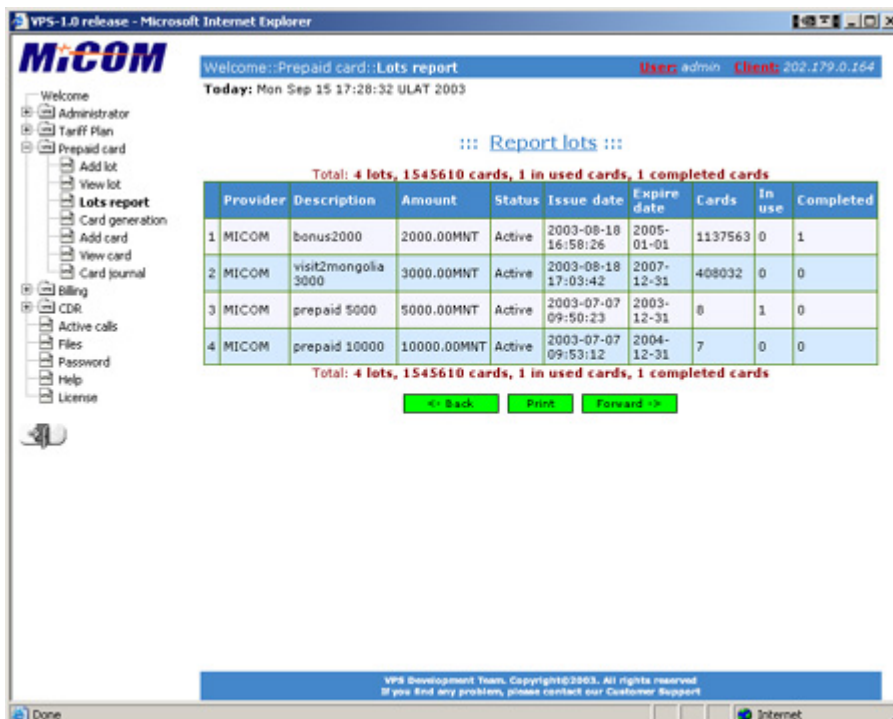 VPS-1.0 release - Microsoft Internet Explorer
MiCOM
Welcome::Prepaid card::Lots report User: admin Client: 202.179.0.164
Today: Mon Sep 15 17:28:32 ULAT 2003
Welcome
Administrator
Tariff Plan
Prepaid card
Add lot
View lot
Lots report
Card generation
Add card
View card
Card journal
Billing
CDR
Active calls
Files
Password
Help
License
::: Report lots :::
Total: 4 lots, 1545610 cards, 1 in used cards, 1 completed cards
Provider Description Amount Status Issue date Expire date Cards In use Completed
1 MICOM bonus2000 2000.00MNT Active 2003-08-18 16:58:26 2005-01-01 1137563 0 1
2 MICOM visit2mongolia 3000 3000.00MNT Active 2003-08-18 17:03:42 2007-12-31 408032 0 0
3 MICOM prepaid 5000 5000.00MNT Active 2003-07-07 09:50:23 2003-12-31 8 1 0
4 MICOM prepaid 10000 10000.00MNT Active 2003-07-07 09:53:12 2004-12-31 7 0 0
Total: 4 lots, 1545610 cards, 1 in used cards, 1 completed cards
<- Back Print Forward ->
VPS Development Team. Copyright©2003. All rights reserved
If you find any problem, please contact our Customer Support
Done Internet